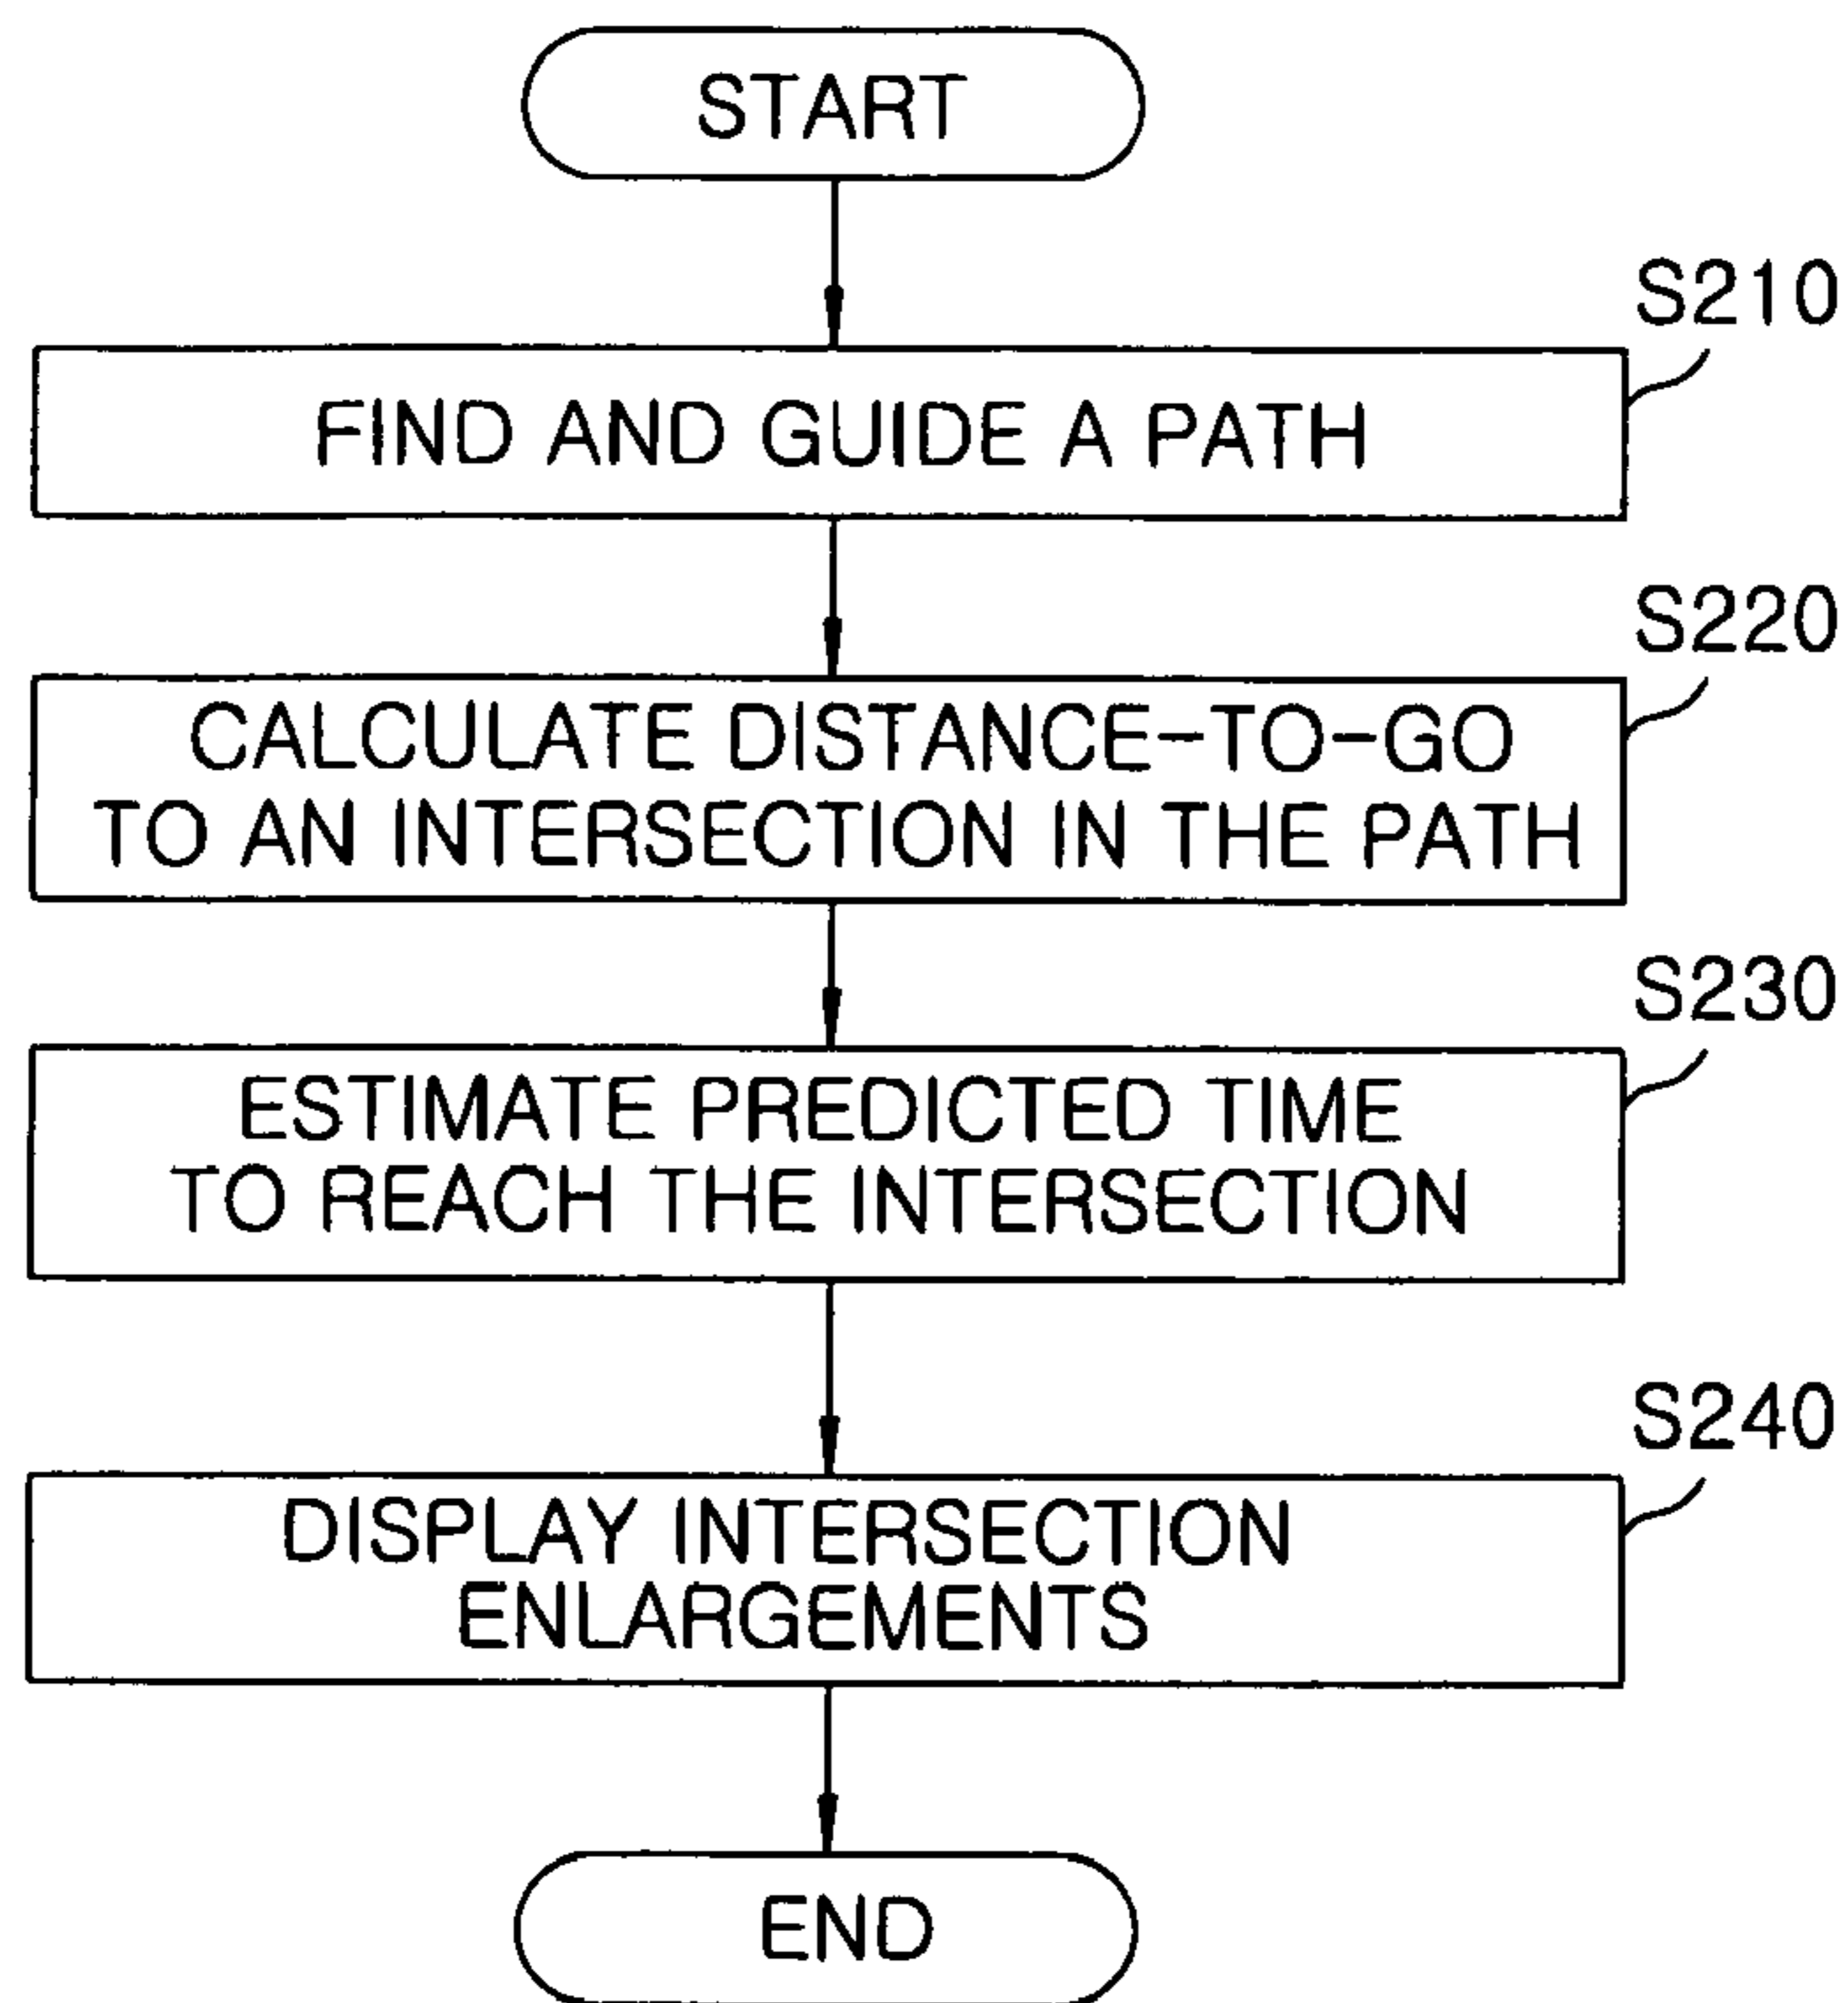 START
S210
FIND AND GUIDE A PATH
S220
CALCULATE DISTANCE-TO-GO
TO AN INTERSECTION IN THE PATH
S230
ESTIMATE PREDICTED TIME
TO REACH THE INTERSECTION
S240
DISPLAY INTERSECTION
ENLARGEMENTS
END